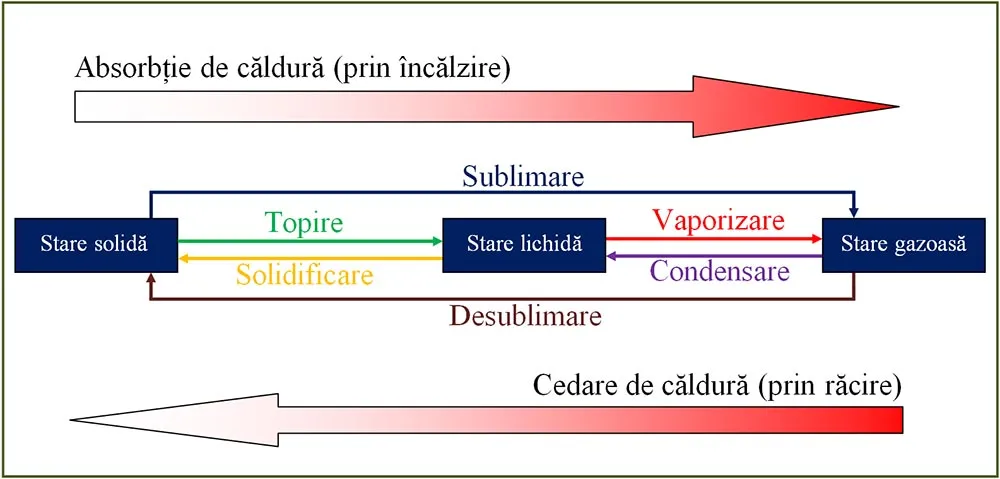 Absorbție de căldură (prin încălzire)
Sublimare
Stare solidă
Topire
Solidificare
Stare lichidă
Vaporizare
Condensare
Stare gazoasă
Desublimare
Cedare de căldură (prin răcire)